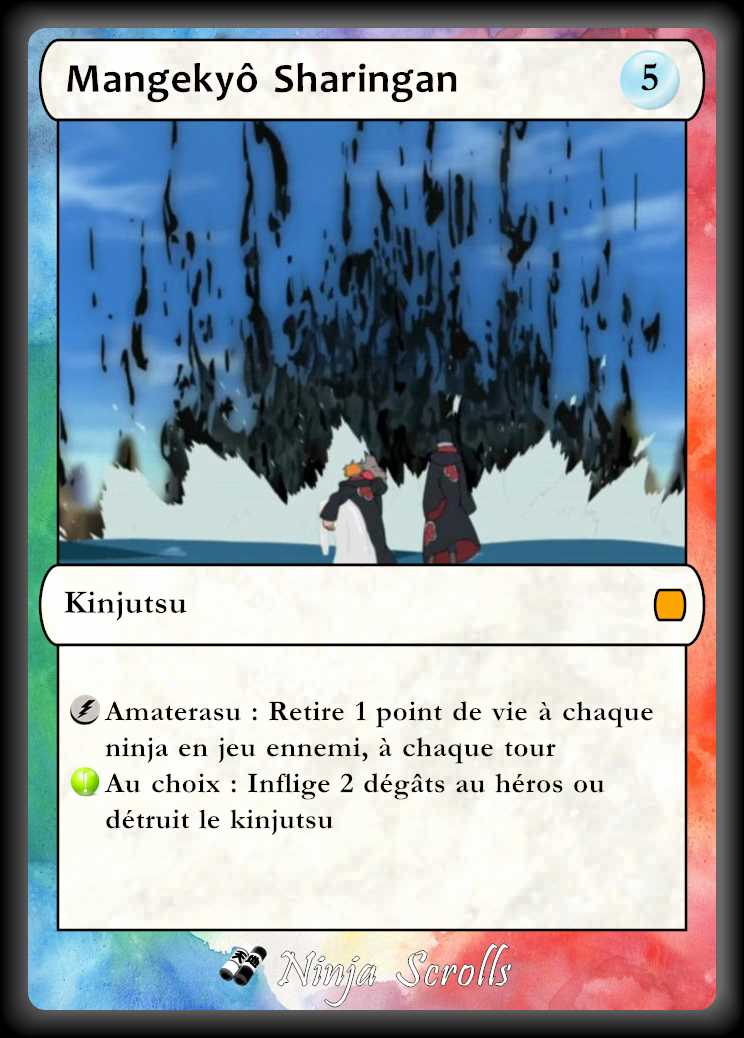 Mangekyô Sharingan
5
Kinjutsu
Amaterasu : Retire 1 point de vie à chaque
ninja en jeu ennemi, à chaque tour
Au choix : Inflige 2 dégâts au héros ou
détruit le kinjutsu
Ninja Scrolls